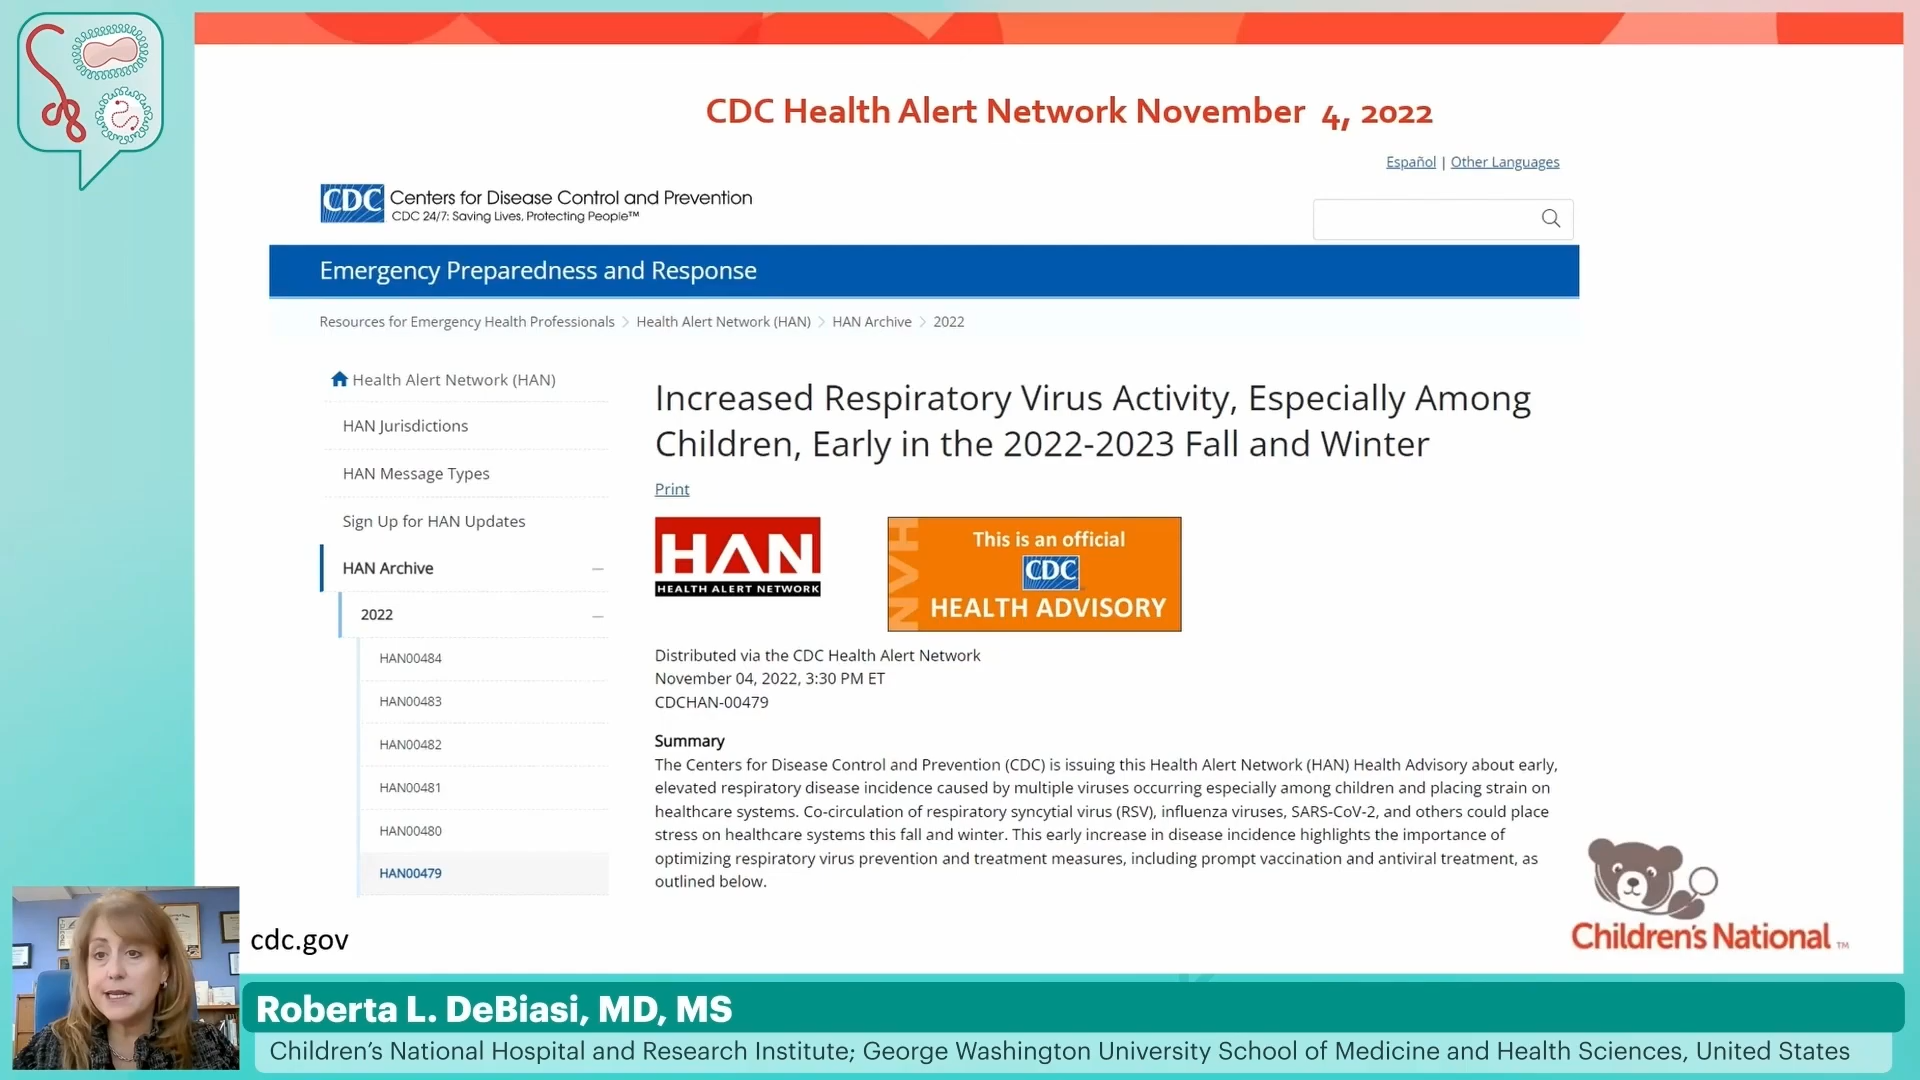 CDC Health Alert Network November 4, 2022
Español | Other Languages
CDC Centers for Disease Control and Prevention
CDC 24/7: Saving Lives, Protecting People™
Emergency Preparedness and Response
Resources for Emergency Health Professionals > Health Alert Network (HAN) > HAN Archive > 2022
Health Alert Network (HAN)
HAN Jurisdictions
HAN Message Types
Sign Up for HAN Updates
HAN Archive
2022
HAN00484
HAN00483
HAN00482
HAN00481
HAN00480
HAN00479
Increased Respiratory Virus Activity, Especially Among
Children, Early in the 2022-2023 Fall and Winter
Print
HAN
HEALTH ALERT NETWORK
HAN
This is an official
CDC
HEALTH ADVISORY
Distributed via the CDC Health Alert Network
November 04, 2022, 3:30 PM ET
CDCHAN-00479
Summary
The Centers for Disease Control and Prevention (CDC) is issuing this Health Alert Network (HAN) Health Advisory about early,
elevated respiratory disease incidence caused by multiple viruses occurring especially among children and placing strain on
healthcare systems. Co-circulation of respiratory syncytial virus (RSV), influenza viruses, SARS-CoV-2, and others could place
stress on healthcare systems this fall and winter. This early increase in disease incidence highlights the importance of
optimizing respiratory virus prevention and treatment measures, including prompt vaccination and antiviral treatment, as
outlined below.
Children's National ™
cdc.gov
Roberta L. DeBiasi, MD, MS
Children's National Hospital and Research Institute; George Washington University School of Medicine and Health Sciences, United States